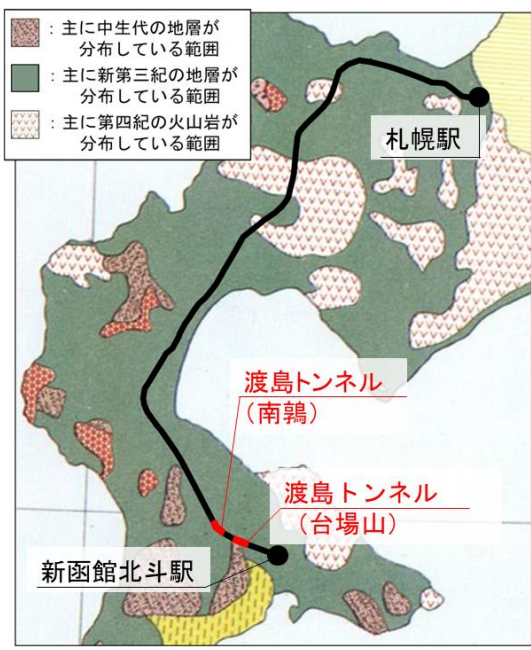 ：主に中生代の地層が
分布している範囲
：主に新第三紀の地層が
分布している範囲
：主に第四紀の火山岩が
分布している範囲
札幌駅
渡島トンネル
（南鶉）
渡島トンネル
（台場山）
新函館北斗駅